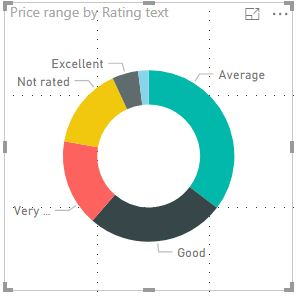 Price range by Rating text
Excellent
Average
Not rated
Very ...
Good